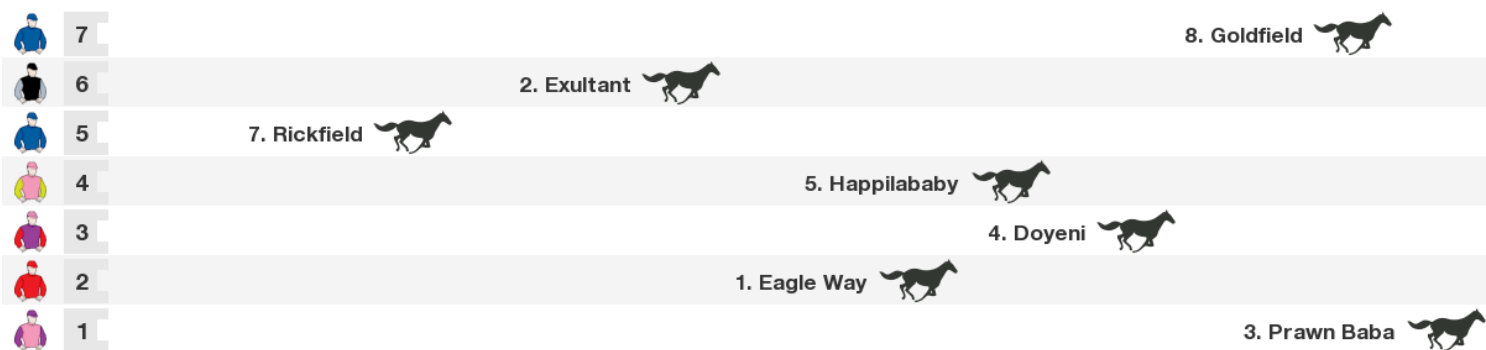 7 8. Goldfield
6 2. Exultant
5 7. Rickfield
4 5. Happilababy
3 4. Doyeni
2 1. Eagle Way
1 3. Prawn Baba